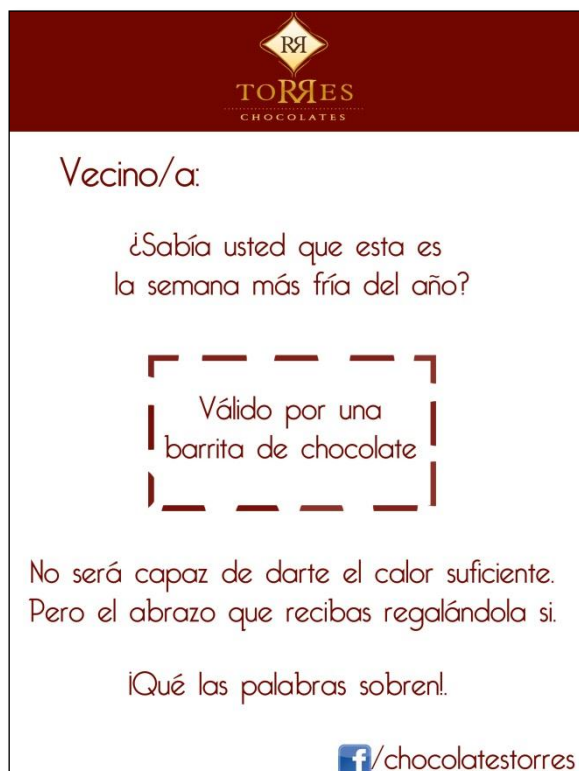 RR
TORRES
CHOCOLATES
Vecino/a:
¿Sabía usted que esta es
la semana más fría del año?
Válido por una
barrita de chocolate
No será capaz de darte el calor suficiente.
Pero el abrazo que recibas regalándola si.
¡Qué las palabras sobren!.
f/chocolatestorres